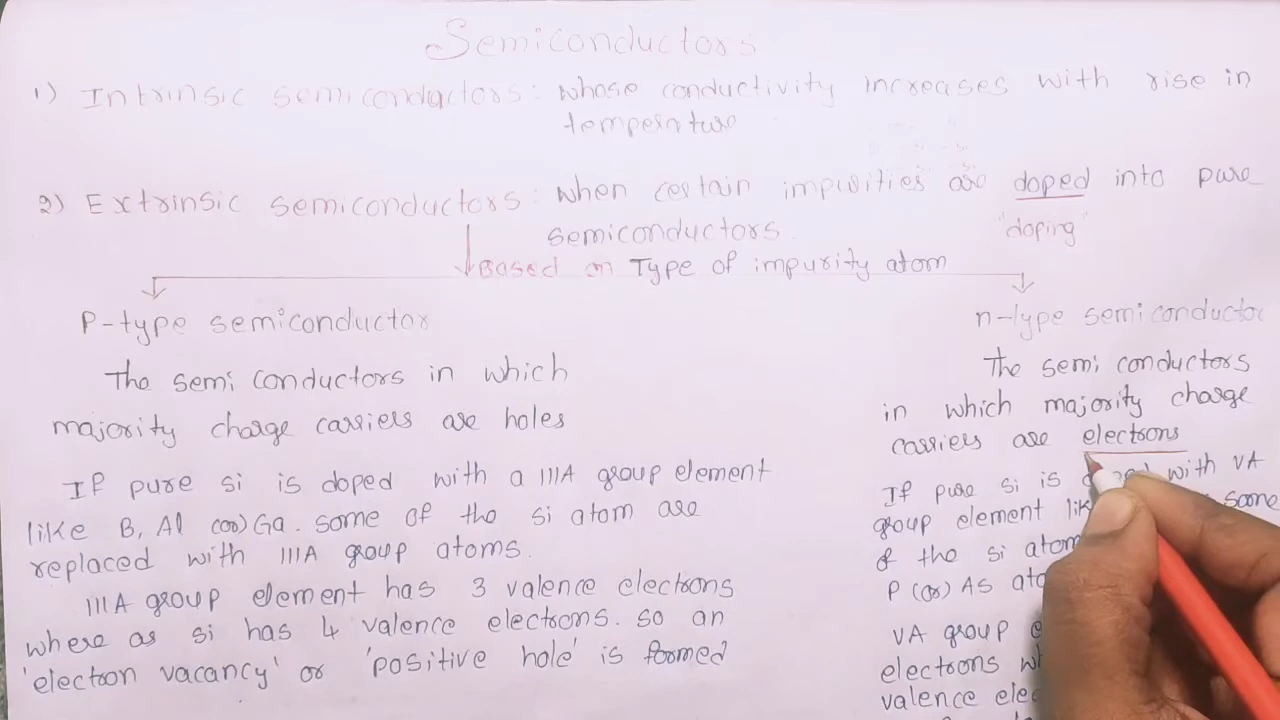 Semiconductors
1) Intrinsic semiconductors: whose conductivity increases with rise in
temperature
2) Extrinsic semiconductors: when certain impurities are doped into pure
semiconductors.
"doping"
Based on Type of impurity atom
P-type semiconductor
The semi conductors in which
majority charge carriers are holes
If pure si is doped with a IIIA group element
like B, Al (or) Ga. some of the si atom are
replaced with IIIA group atoms.
IIIA group element has 3 valence electrons
where as si has 4 valence electrons. so an
'electron vacancy' or 'positive hole' is formed
n-type semiconductor
The semi conductors
in which majority charge
carriers are electrons
If pure si is with VA
group element some
of the si atom
P (or) As
VA group
electrons
valence